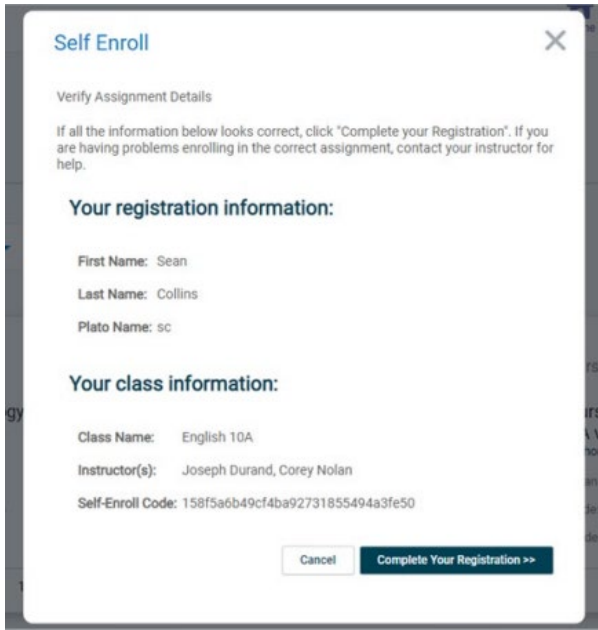 Self Enroll
Verify Assignment Details
If all the information below looks correct, click "Complete your Registration". If you
are having problems enrolling in the correct assignment, contact your instructor for
help.
Your registration information:
First Name: Sean
Last Name: Collins
Plato Name: sc
Your class information:
Class Name: English 10A
Instructor(s): Joseph Durand, Corey Nolan
Self-Enroll Code: 158f5a6b49cf4ba92731855494a3fe50
Cancel
Complete Your Registration >>